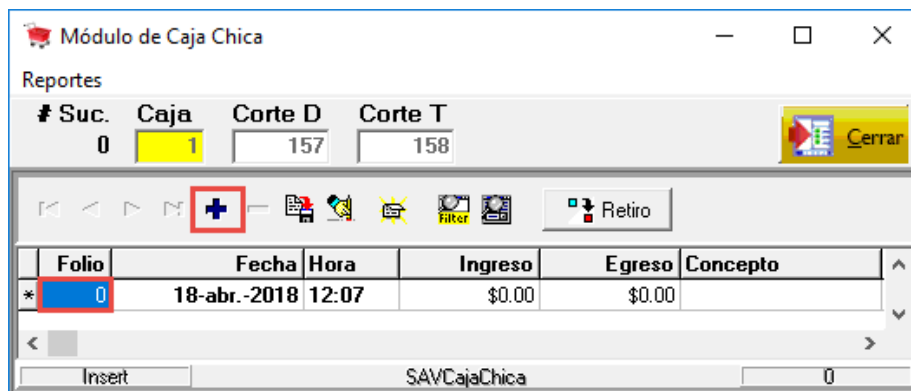 Módulo de Caja Chica
Reportes
# Suc. Caja Corte D Corte T
0 1 157 158
Cerrar
Filter Retiro
Folio Fecha Hora Ingreso Egreso Concepto
* 0 18-abr.-2018 12:07 $0.00 $0.00
Insert SAVCajaChica 0